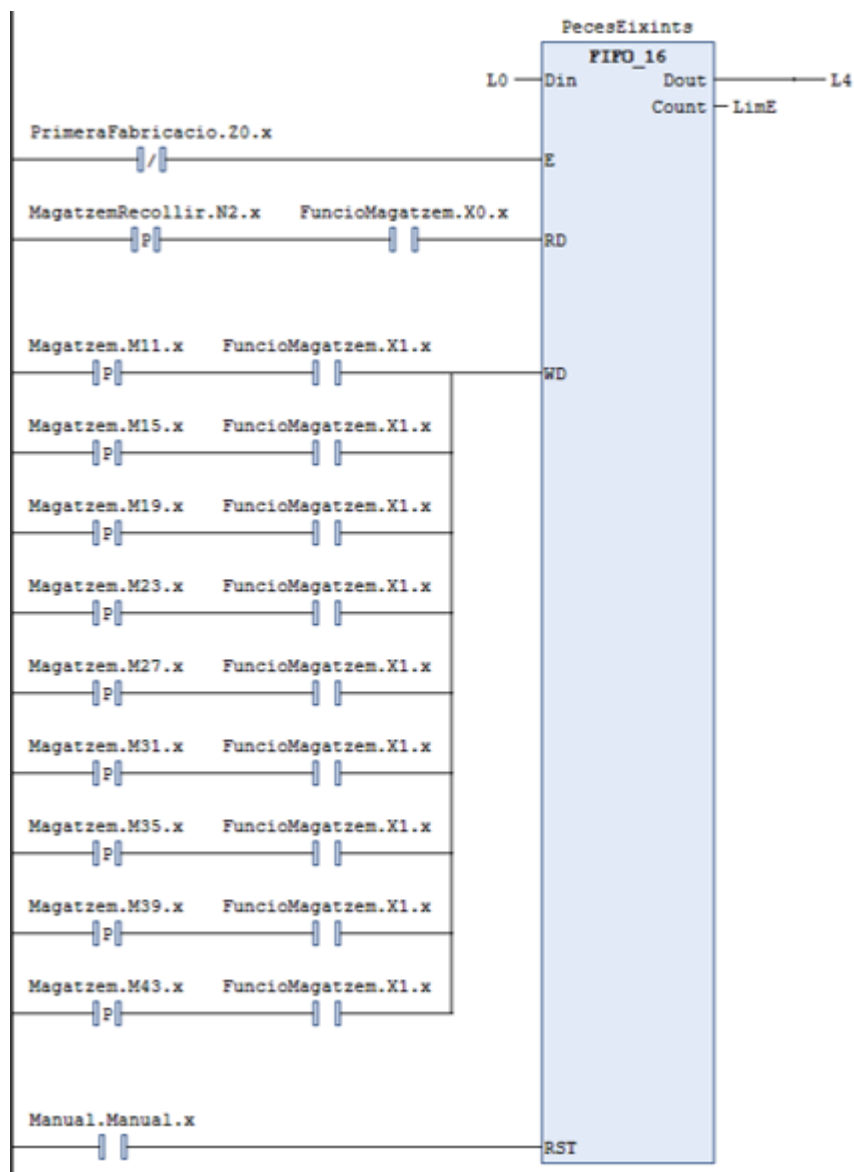 PecesEixints
FIFO_16
L0 Din Dout L4
Count LimE
PrimeraFabricacio.Z0.x
/ E
MagatzemRecollir.N2.x FuncioMagatzem.X0.x
P RD
Magatzem.M11.x FuncioMagatzem.X1.x
P WD
Magatzem.M15.x FuncioMagatzem.X1.x
P
Magatzem.M19.x FuncioMagatzem.X1.x
P
Magatzem.M23.x FuncioMagatzem.X1.x
P
Magatzem.M27.x FuncioMagatzem.X1.x
P
Magatzem.M31.x FuncioMagatzem.X1.x
P
Magatzem.M35.x FuncioMagatzem.X1.x
P
Magatzem.M39.x FuncioMagatzem.X1.x
P
Magatzem.M43.x FuncioMagatzem.X1.x
P
Manual.Manual.x
RST